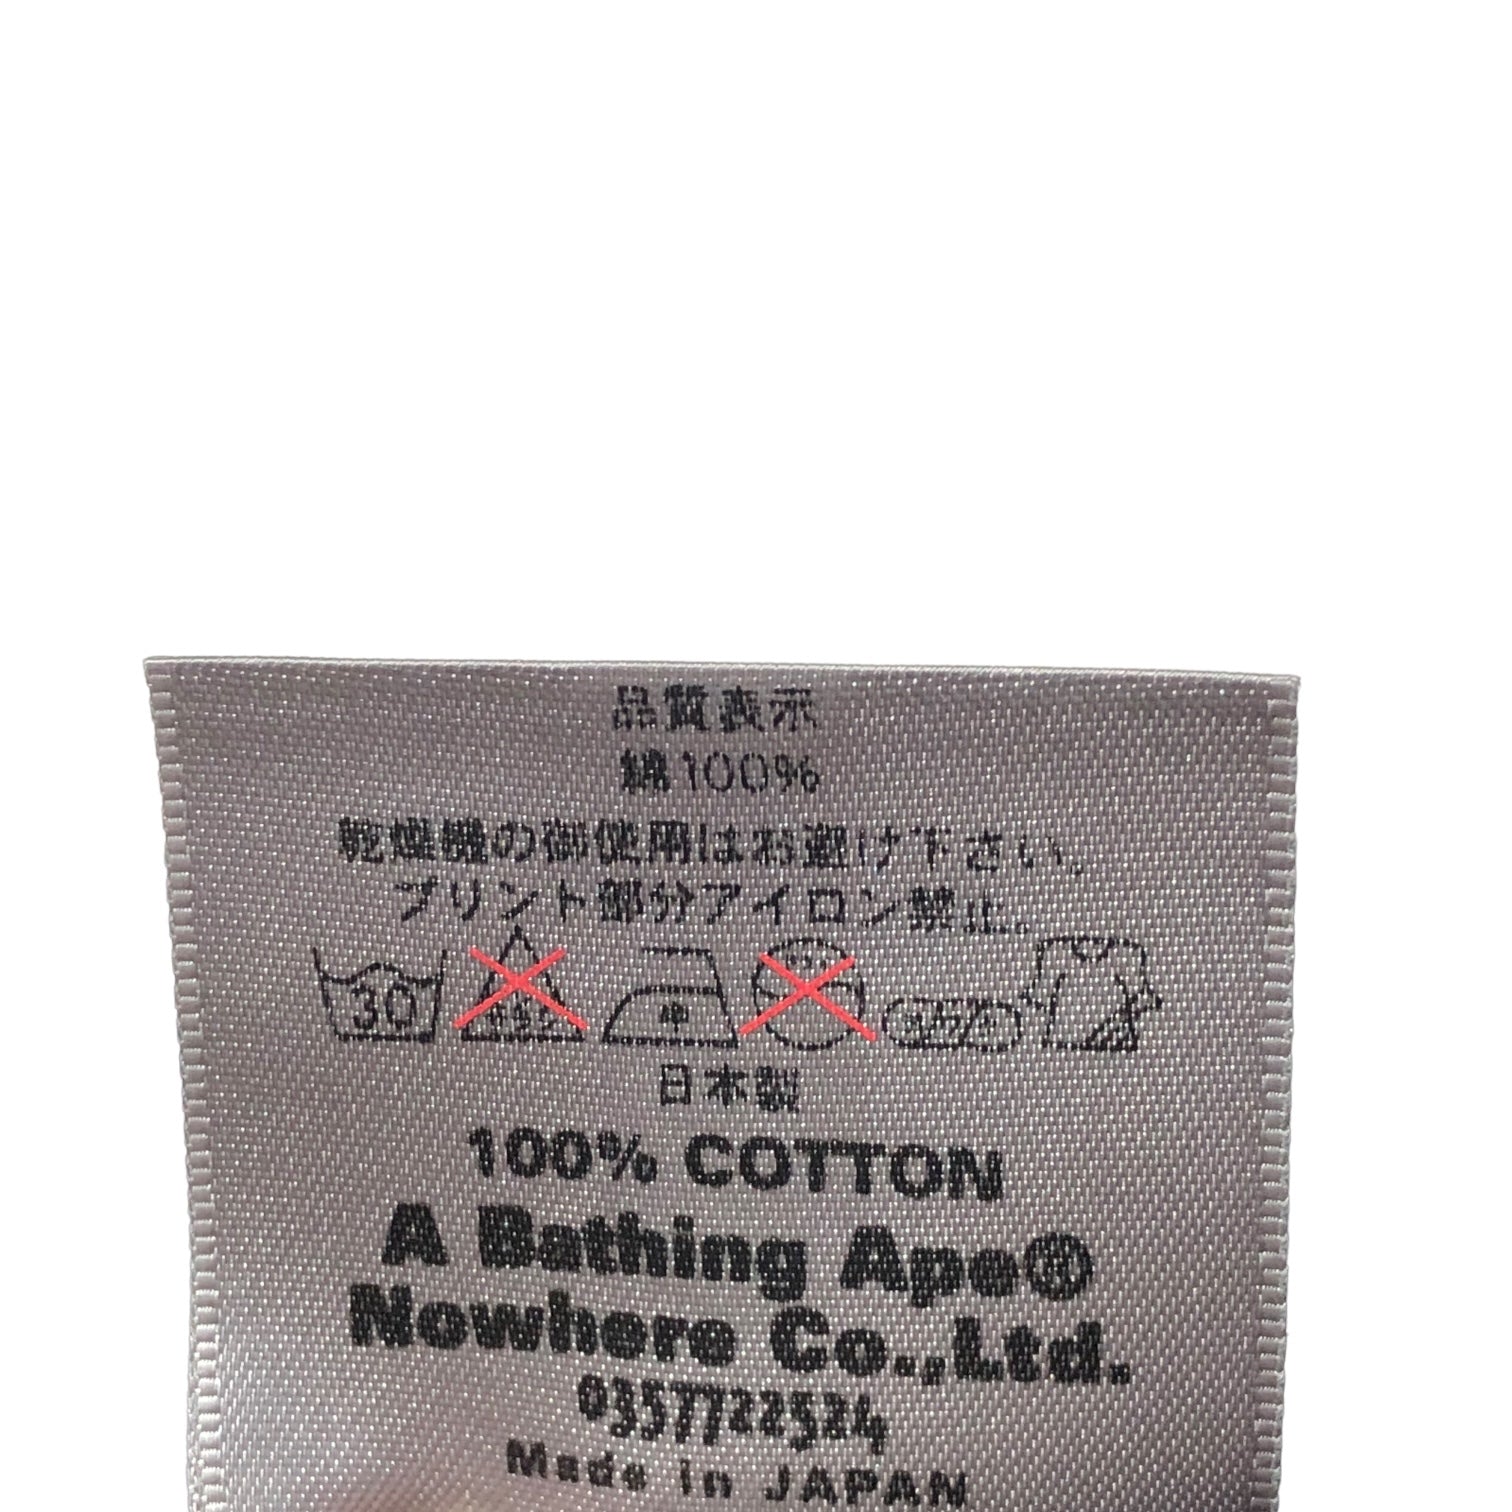 品質表示
綿100%
乾燥機の御使用はお避け下さい。
プリント部分アイロン禁止。
30 中
日本製
100% COTTON
A Bathing Ape®
Nowhere Co.,Ltd.
0357722524
Made in JAPAN